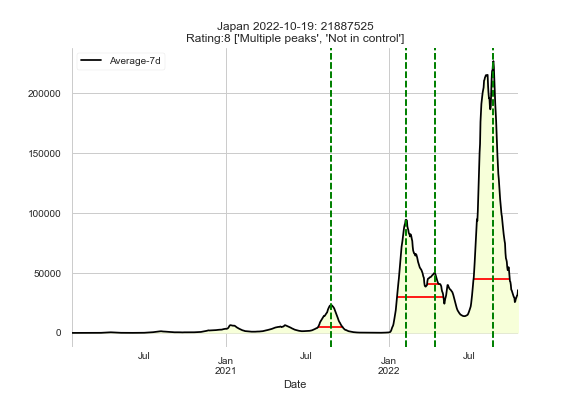 Japan 2022-10-19: 21887525
Rating:8 ['Multiple peaks', 'Not in control']
Average-7d
200000
150000
100000
50000
0
Jul
Jan
2021
Jul
Jan
2022
Jul
Date